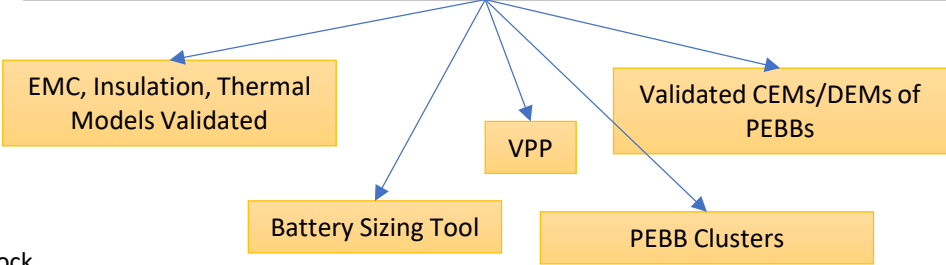 EMC, Insulation, Thermal
Models Validated
Validated CEMs/DEMs of
PEBBs
VPP
Battery Sizing Tool
PEBB Clusters